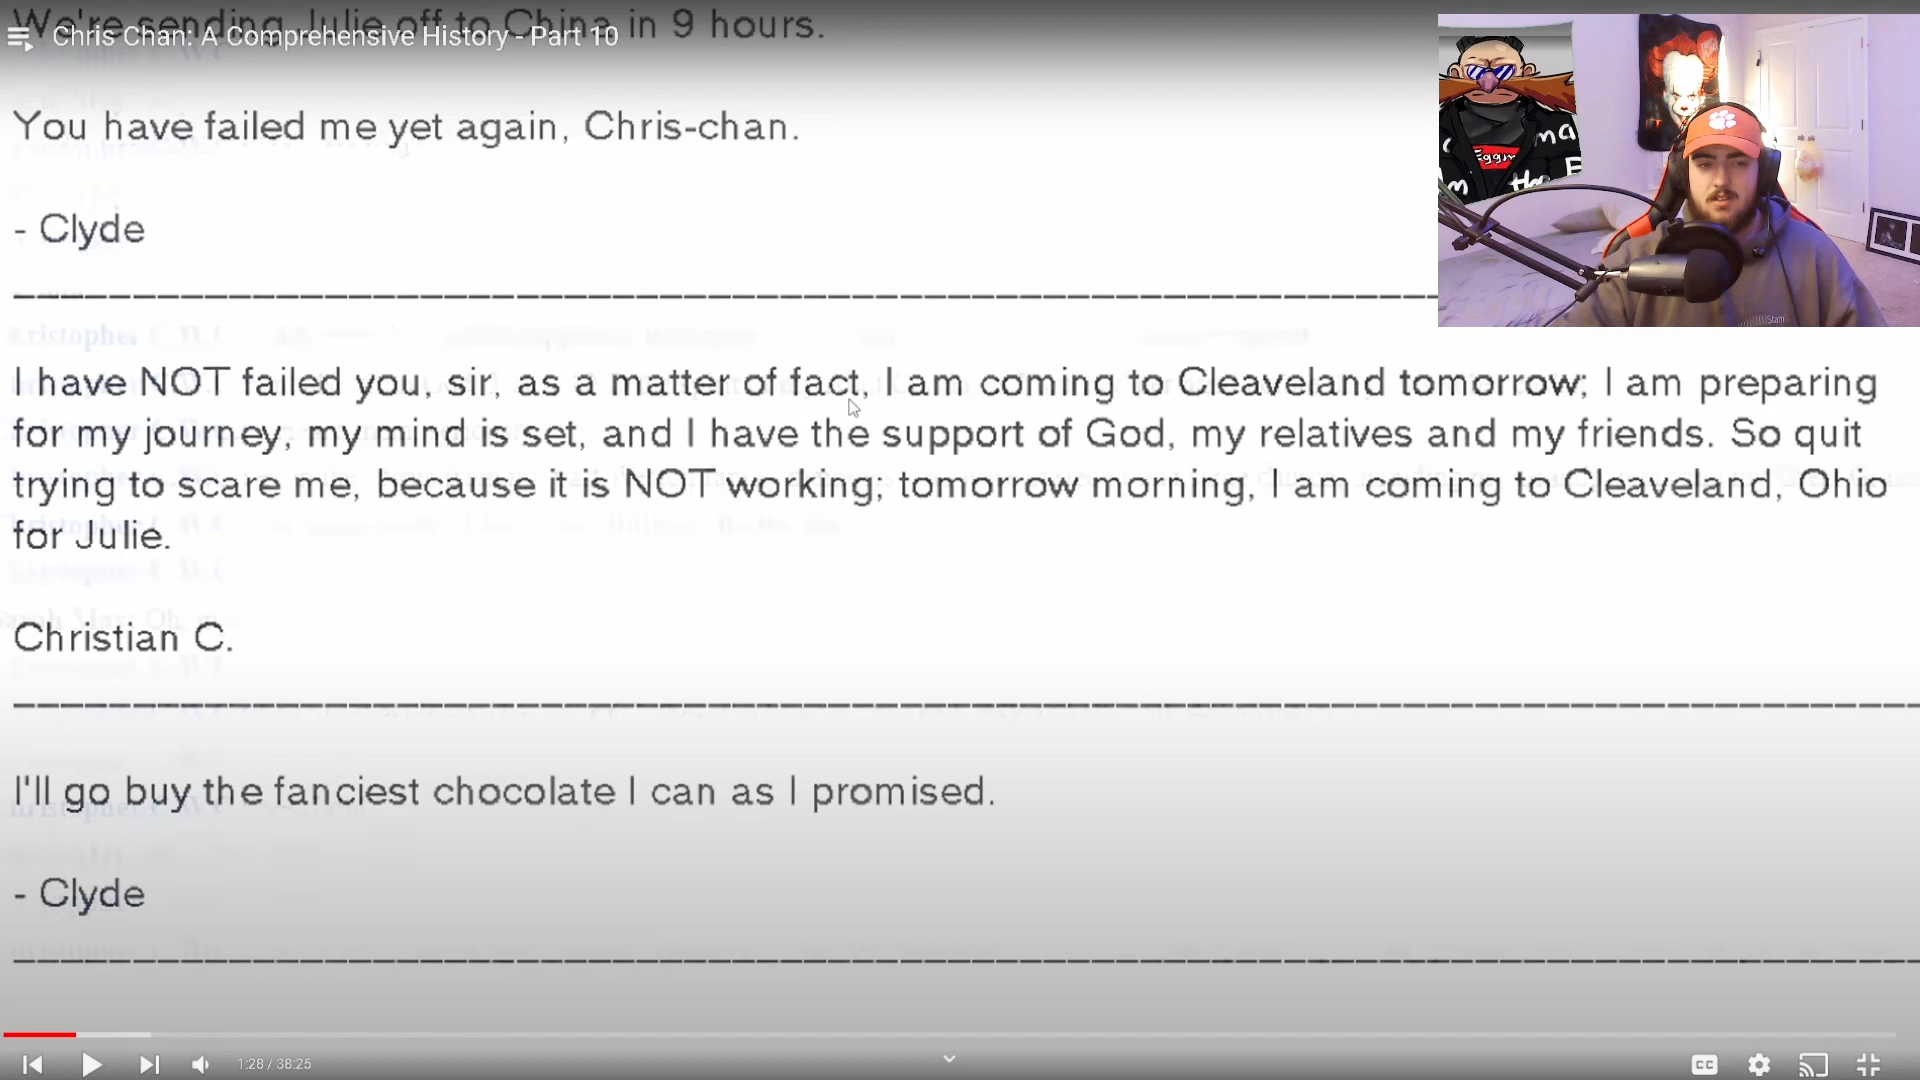 We're sending Julie off to China in 9 hours.
Chris Chan: A Comprehensive History - Part 10
You have failed me yet again, Chris-chan.
- Clyde
I have NOT failed you, sir, as a matter of fact, I am coming to Cleaveland tomorrow; I am preparing
for my journey, my mind is set, and I have the support of God, my relatives and my friends. So quit
trying to scare me, because it is NOT working; tomorrow morning, I am coming to Cleaveland, Ohio
for Julie.
Christian C.
I'll go buy the fanciest chocolate I can as I promised.
- Clyde
1:28 / 38:25
CC
Eggm
ma
the